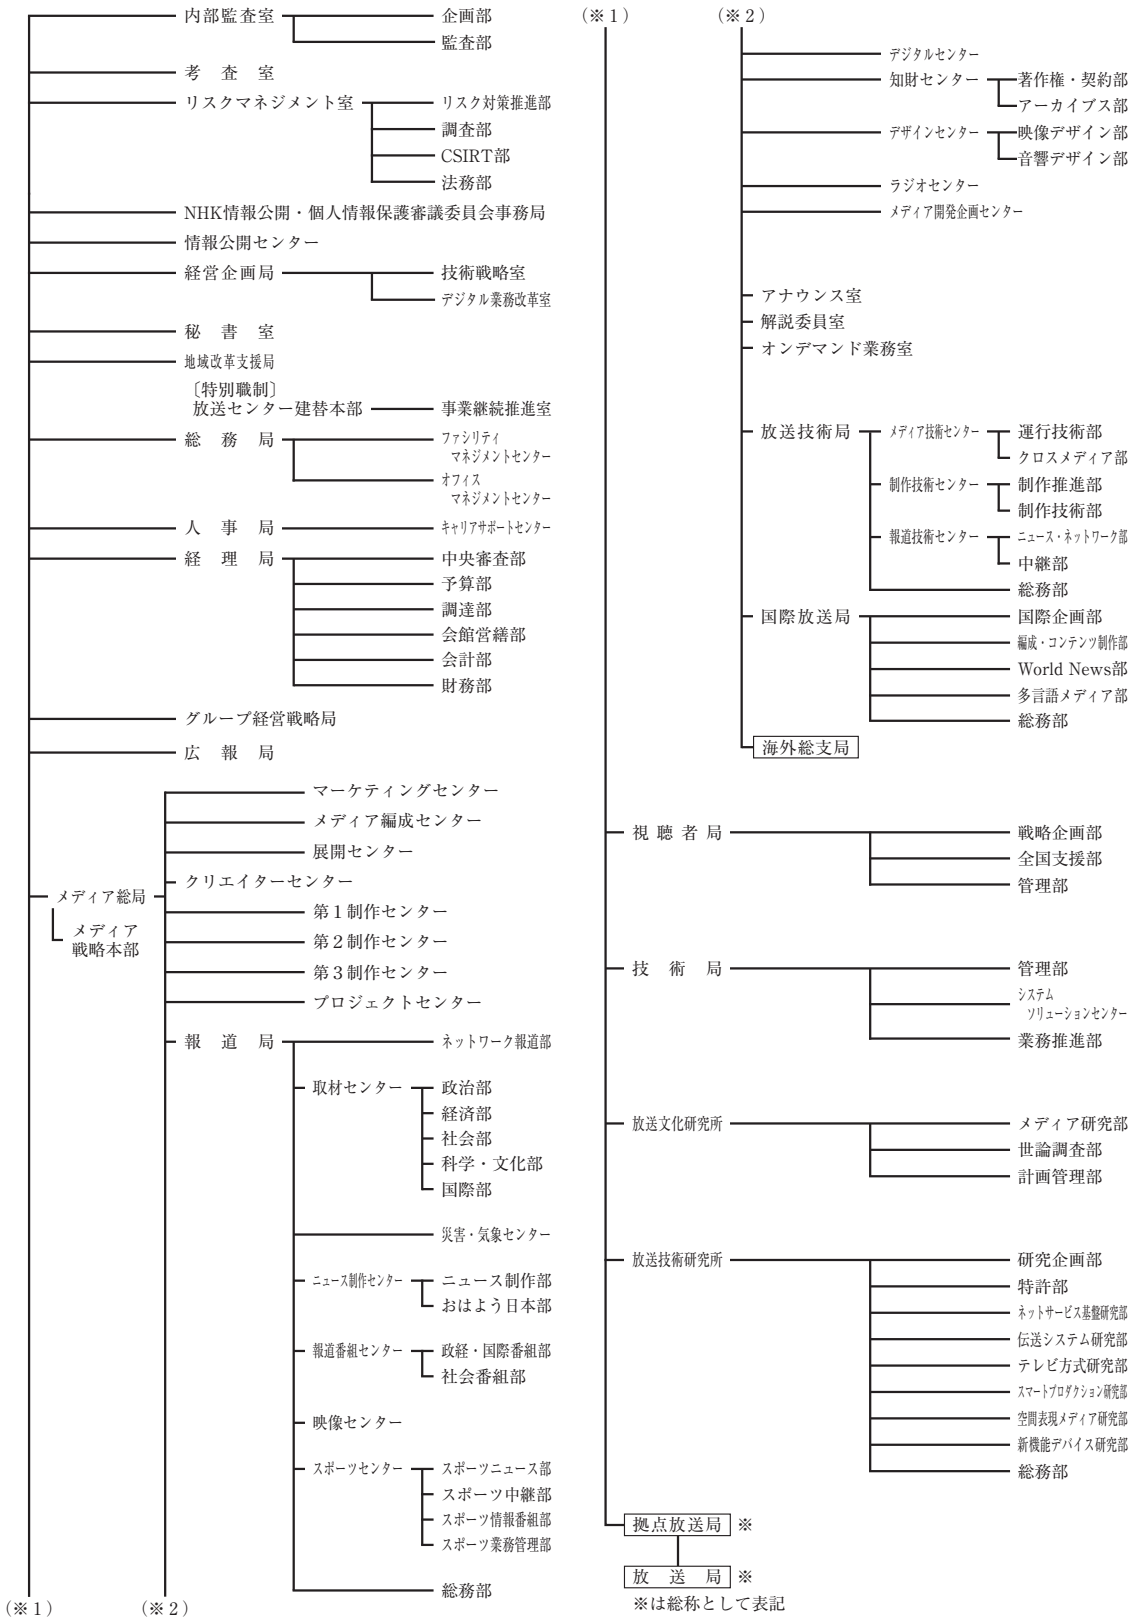 内部監査室
企画部
監査部
考査室
リスクマネジメント室
リスク対策推進部
調査部
CSIRT部
法務部
NHK情報公開・個人情報保護審議委員会事務局
情報公開センター
経営企画局
技術戦略室
デジタル業務改革室
秘書室
地域改革支援局
〔特別職制〕
放送センター建替本部
事業継続推進室
総務局
ファシリティ
マネジメントセンター
オフィス
マネジメントセンター
人事局
キャリアサポートセンター
経理局
中央審査部
予算部
調達部
会館営繕部
会計部
財務部
グループ経営戦略局
広報局
メディア総局
メディア
戦略本部
マーケティングセンター
メディア編成センター
展開センター
クリエイターセンター
第1制作センター
第2制作センター
第3制作センター
プロジェクトセンター
報道局
ネットワーク報道部
取材センター
政治部
経済部
社会部
科学・文化部
国際部
災害・気象センター
ニュース制作センター
ニュース制作部
おはよう日本部
報道番組センター
政経・国際番組部
社会番組部
映像センター
スポーツセンター
スポーツニュース部
スポーツ中継部
スポーツ情報番組部
スポーツ業務管理部
総務部
(※1)
(※2)
(※1)
(※2)
デジタルセンター
知財センター
著作権・契約部
アーカイブス部
デザインセンター
映像デザイン部
音響デザイン部
ラジオセンター
メディア開発企画センター
アナウンス室
解説委員室
オンデマンド業務室
放送技術局
メディア技術センター
運行技術部
クロスメディア部
制作技術センター
制作推進部
制作技術部
報道技術センター
ニュース・ネットワーク部
中継部
総務部
国際放送局
国際企画部
編成・コンテンツ制作部
World News部
多言語メディア部
総務部
海外総支局
視聴者局
戦略企画部
全国支援部
管理部
技術局
管理部
システム
ソリューションセンター
業務推進部
放送文化研究所
メディア研究部
世論調査部
計画管理部
放送技術研究所
研究企画部
特許部
ネットサービス基盤研究部
伝送システム研究部
テレビ方式研究部
スマートプロダクション研究部
空間表現メディア研究部
新機能デバイス研究部
総務部
拠点放送局 ※
放送局 ※
※は総称として表記